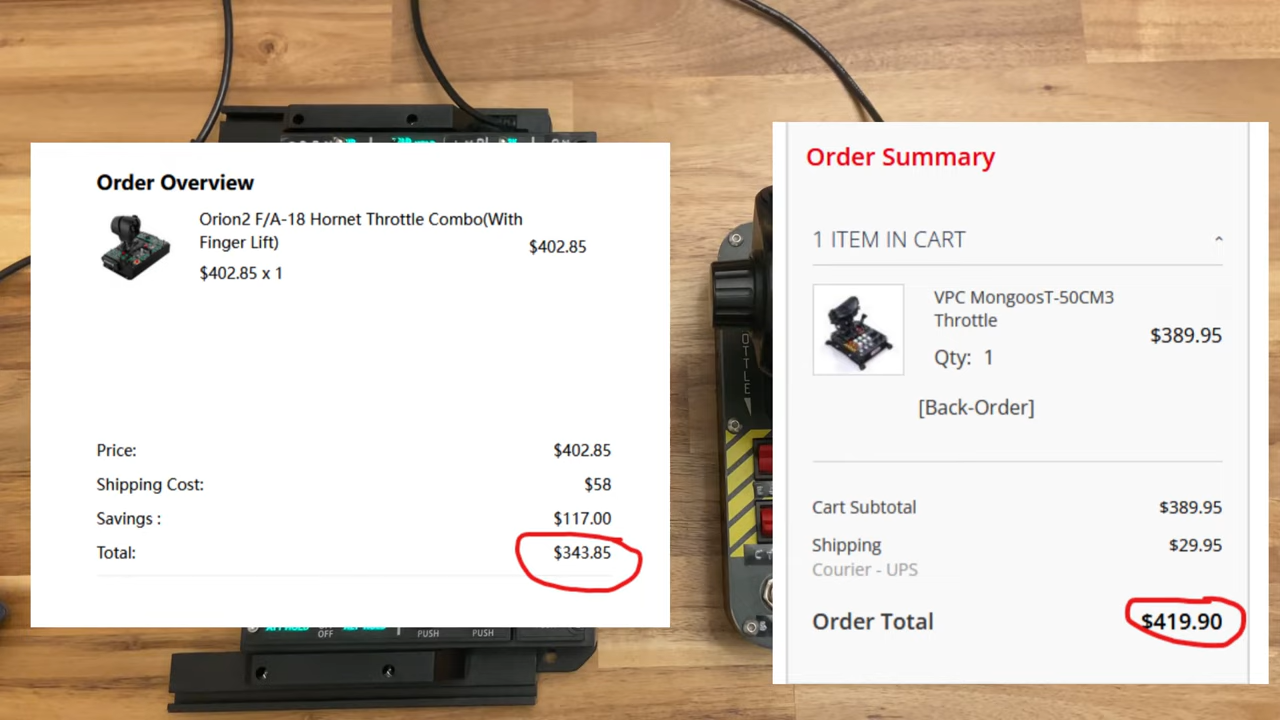 Order Overview
Orion2 F/A-18 Hornet Throttle Combo(With
Finger Lift)
$402.85
$402.85 x 1
Price:
$402.85
Shipping Cost:
$58
Savings :
$117.00
Total:
$343.85
OFF
PUSH
PUSH
Order Summary
1 ITEM IN CART
VPC MongoosT-50CM3
Throttle
$389.95
Qty: 1
[Back-Order]
Cart Subtotal
$389.95
Shipping
$29.95
Courier - UPS
Order Total
$419.90